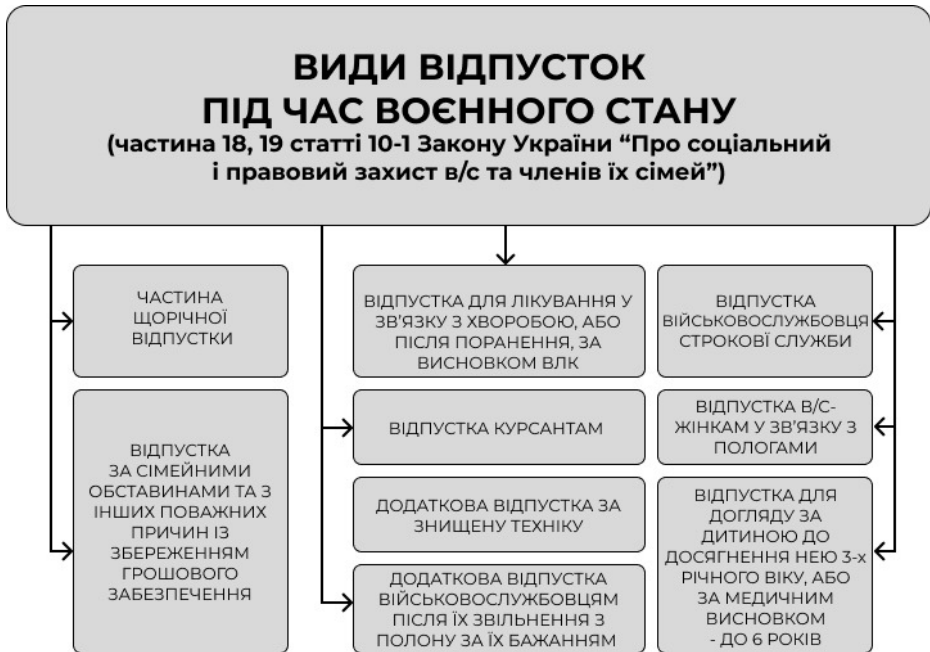 ВИДИ ВІДПУСТОК
ПІД ЧАС ВОЄННОГО СТАНУ
(частина 18, 19 статті 10-1 Закону України “Про соціальний
і правовий захист в/с та членів їх сімей”)
ЧАСТИНА
ЩОРІЧНОЇ
ВІДПУСТКИ
ВІДПУСТКА
ЗА СІМЕЙНИМИ
ОБСТАВИНАМИ ТА З
ІНШИХ ПОВАЖНИХ
ПРИЧИН ІЗ
ЗБЕРЕЖЕННЯМ
ГРОШОВОГО
ЗАБЕЗПЕЧЕННЯ
ВІДПУСТКА ДЛЯ ЛІКУВАННЯ У
ЗВ’ЯЗКУ З ХВОРОБОЮ, АБО
ПІСЛЯ ПОРАНЕННЯ, ЗА
ВИСНОВКОМ ВЛК
ВІДПУСТКА КУРСАНТАМ
ДОДАТКОВА ВІДПУСТКА ЗА
ЗНИЩЕНУ ТЕХНІКУ
ДОДАТКОВА ВІДПУСТКА
ВІЙСЬКОВОСЛУЖБОВЦЯМ
ПІСЛЯ ЇХ ЗВІЛЬНЕННЯ З
ПОЛОНУ ЗА ЇХ БАЖАННЯМ
ВІДПУСТКА
ВІЙСЬКОВОСЛУЖБОВЦЯ
СТРОКОВЇ СЛУЖБИ
ВІДПУСТКА В/С-
ЖІНКАМ У ЗВ’ЯЗКУ З
ПОЛОГАМИ
ВІДПУСТКА ДЛЯ
ДОГЛЯДУ ЗА
ДИТИНОЮ ДО
ДОСЯГНЕННЯ НЕЮ 3-х
РІЧНОГО ВІКУ, АБО
ЗА МЕДИЧНИМ
ВИСНОВКОМ
- ДО 6 РОКІВ